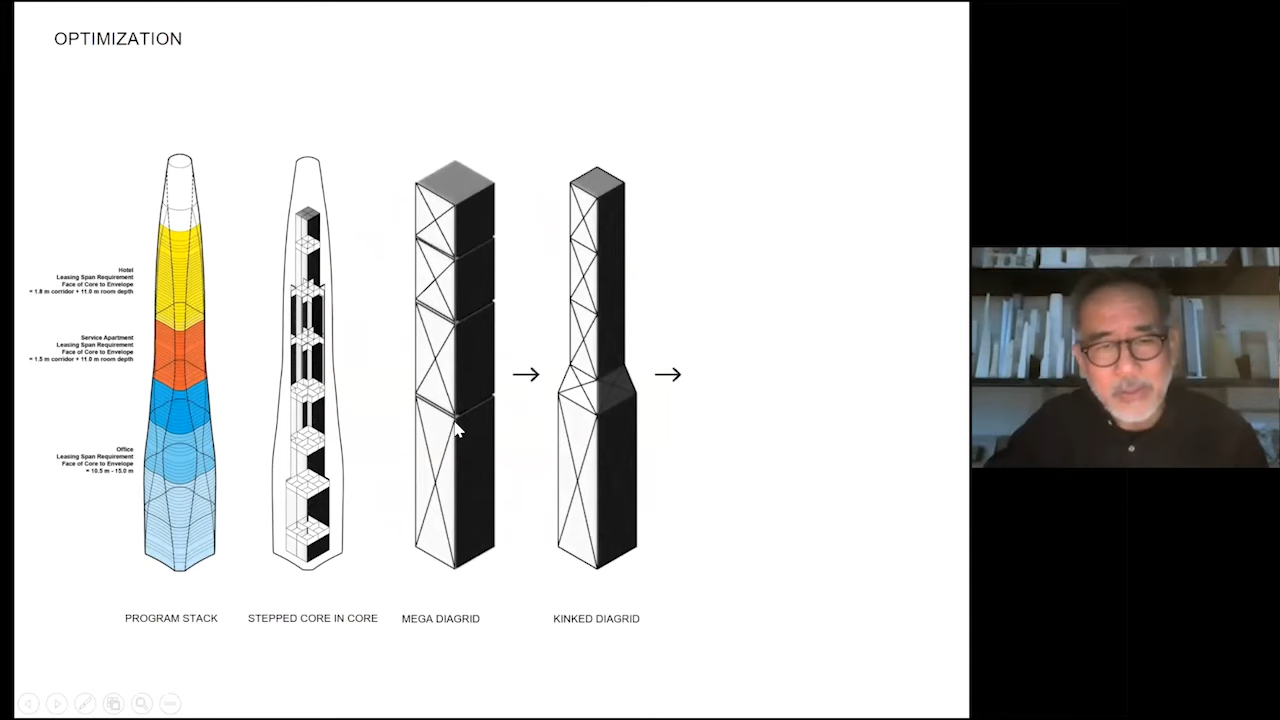 OPTIMIZATION
Hotel
Leasing Span Requirement
Face of Core to Envelope
= 1.8 m corridor + 11.0 m room depth
Service Apartment
Leasing Span Requirement
Face of Core to Envelope
= 1.5 m corridor + 11.0 m room depth
Office
Leasing Span Requirement
Face of Core to Envelope
= 10.5 m - 15.0 m
PROGRAM STACK
STEPPED CORE IN CORE
MEGA DIAGRID
KINKED DIAGRID